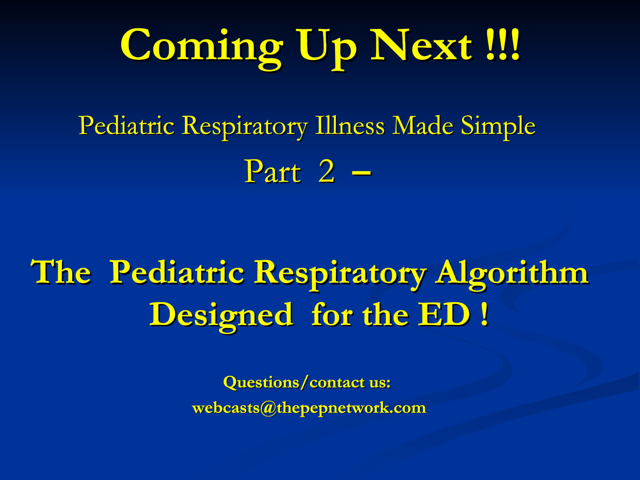 Coming Up Next !!!
Pediatric Respiratory Illness Made Simple
Part 2 –
The Pediatric Respiratory Algorithm
Designed for the ED !
Questions/contact us:
webcasts@thepepnetwork.com